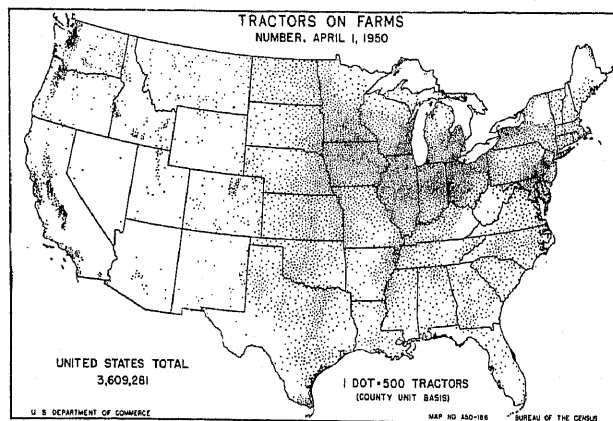 TRACTORS ON FARMS
NUMBER, APRIL 1, 1950
UNITED STATES TOTAL
3,609,281
1 DOT=500 TRACTORS
(COUNTY UNIT BASIS)
U S DEPARTMENT OF COMMERCE
MAP NO A50-186
BUREAU OF THE CENSUS